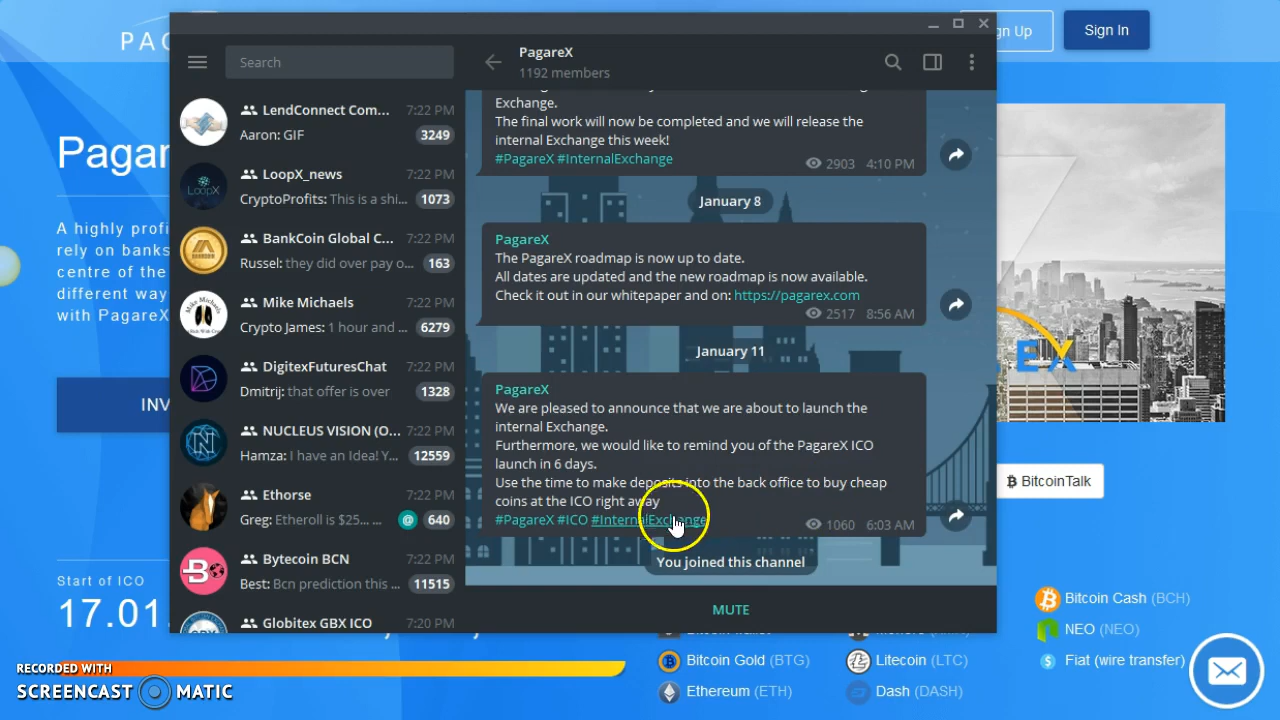 PAG
Sign In
Search
PagareX
1192 members
LendConnect Com... 7:22 PM
Aaron: GIF 3249
LoopX_news 7:22 PM
CryptoProfits: This is a shi... 1073
BankCoin Global C... 7:22 PM
Russel: they did over pay o... 163
Mike Michaels 7:22 PM
Crypto James: 1 hour and ... 6279
DigitexFuturesChat 7:22 PM
Dmitrij: that offer is over 1328
NUCLEUS VISION (O... 7:22 PM
Hamza: I have an Idea! Y... 12559
Ethorse 7:22 PM
Greg: Etheroll is $25... ... @ 640
Bytecoin BCN 7:22 PM
Best: Bcn prediction this ... 11515
Globitex GBX ICO 7:20 PM
Exchange.
The final work will now be completed and we will release the
internal Exchange this week!
#PagareX #InternalExchange
2903 4:10 PM
January 8
PagareX
The PagareX roadmap is now up to date.
All dates are updated and the new roadmap is now available.
Check it out in our whitepaper and on: https://pagarex.com
2517 8:56 AM
January 11
PagareX
We are pleased to announce that we are about to launch the
internal Exchange.
Furthermore, we would like to remind you of the PagareX ICO
launch in 6 days.
Use the time to make deposits into the back office to buy cheap
coins at the ICO right away
#PagareX #ICO #InternalExchange
1060 6:03 AM
You joined this channel
MUTE
Pagar
A highly profi
rely on banks
centre of the
different way
with PagareX
INV
Start of ICO
17.01.
EX
BitcoinTalk
Bitcoin Cash (BCH)
NEO (NEO)
Bitcoin Gold (BTG)
Litecoin (LTC)
Fiat (wire transfer)
Ethereum (ETH)
Dash (DASH)
RECORDED WITH
SCREENCAST MATIC